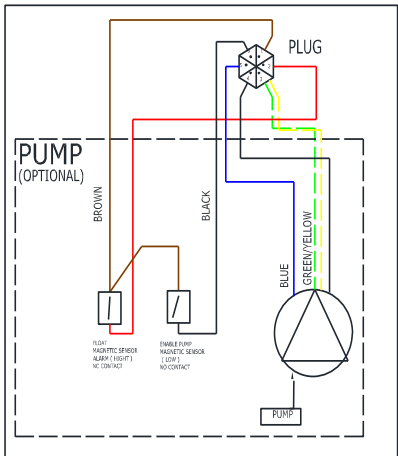 PLUG
PUMP
(OPTIONAL)
BROWN
BLACK
BLUE
GREEN/YELLOW
FLOAT
MAGNETIC SENSOR
ALARM ( HIGHT )
NC CONTACT
ENABLE PUMP
MAGNETIC SENSOR
( LOW )
NO CONTACT
PUMP